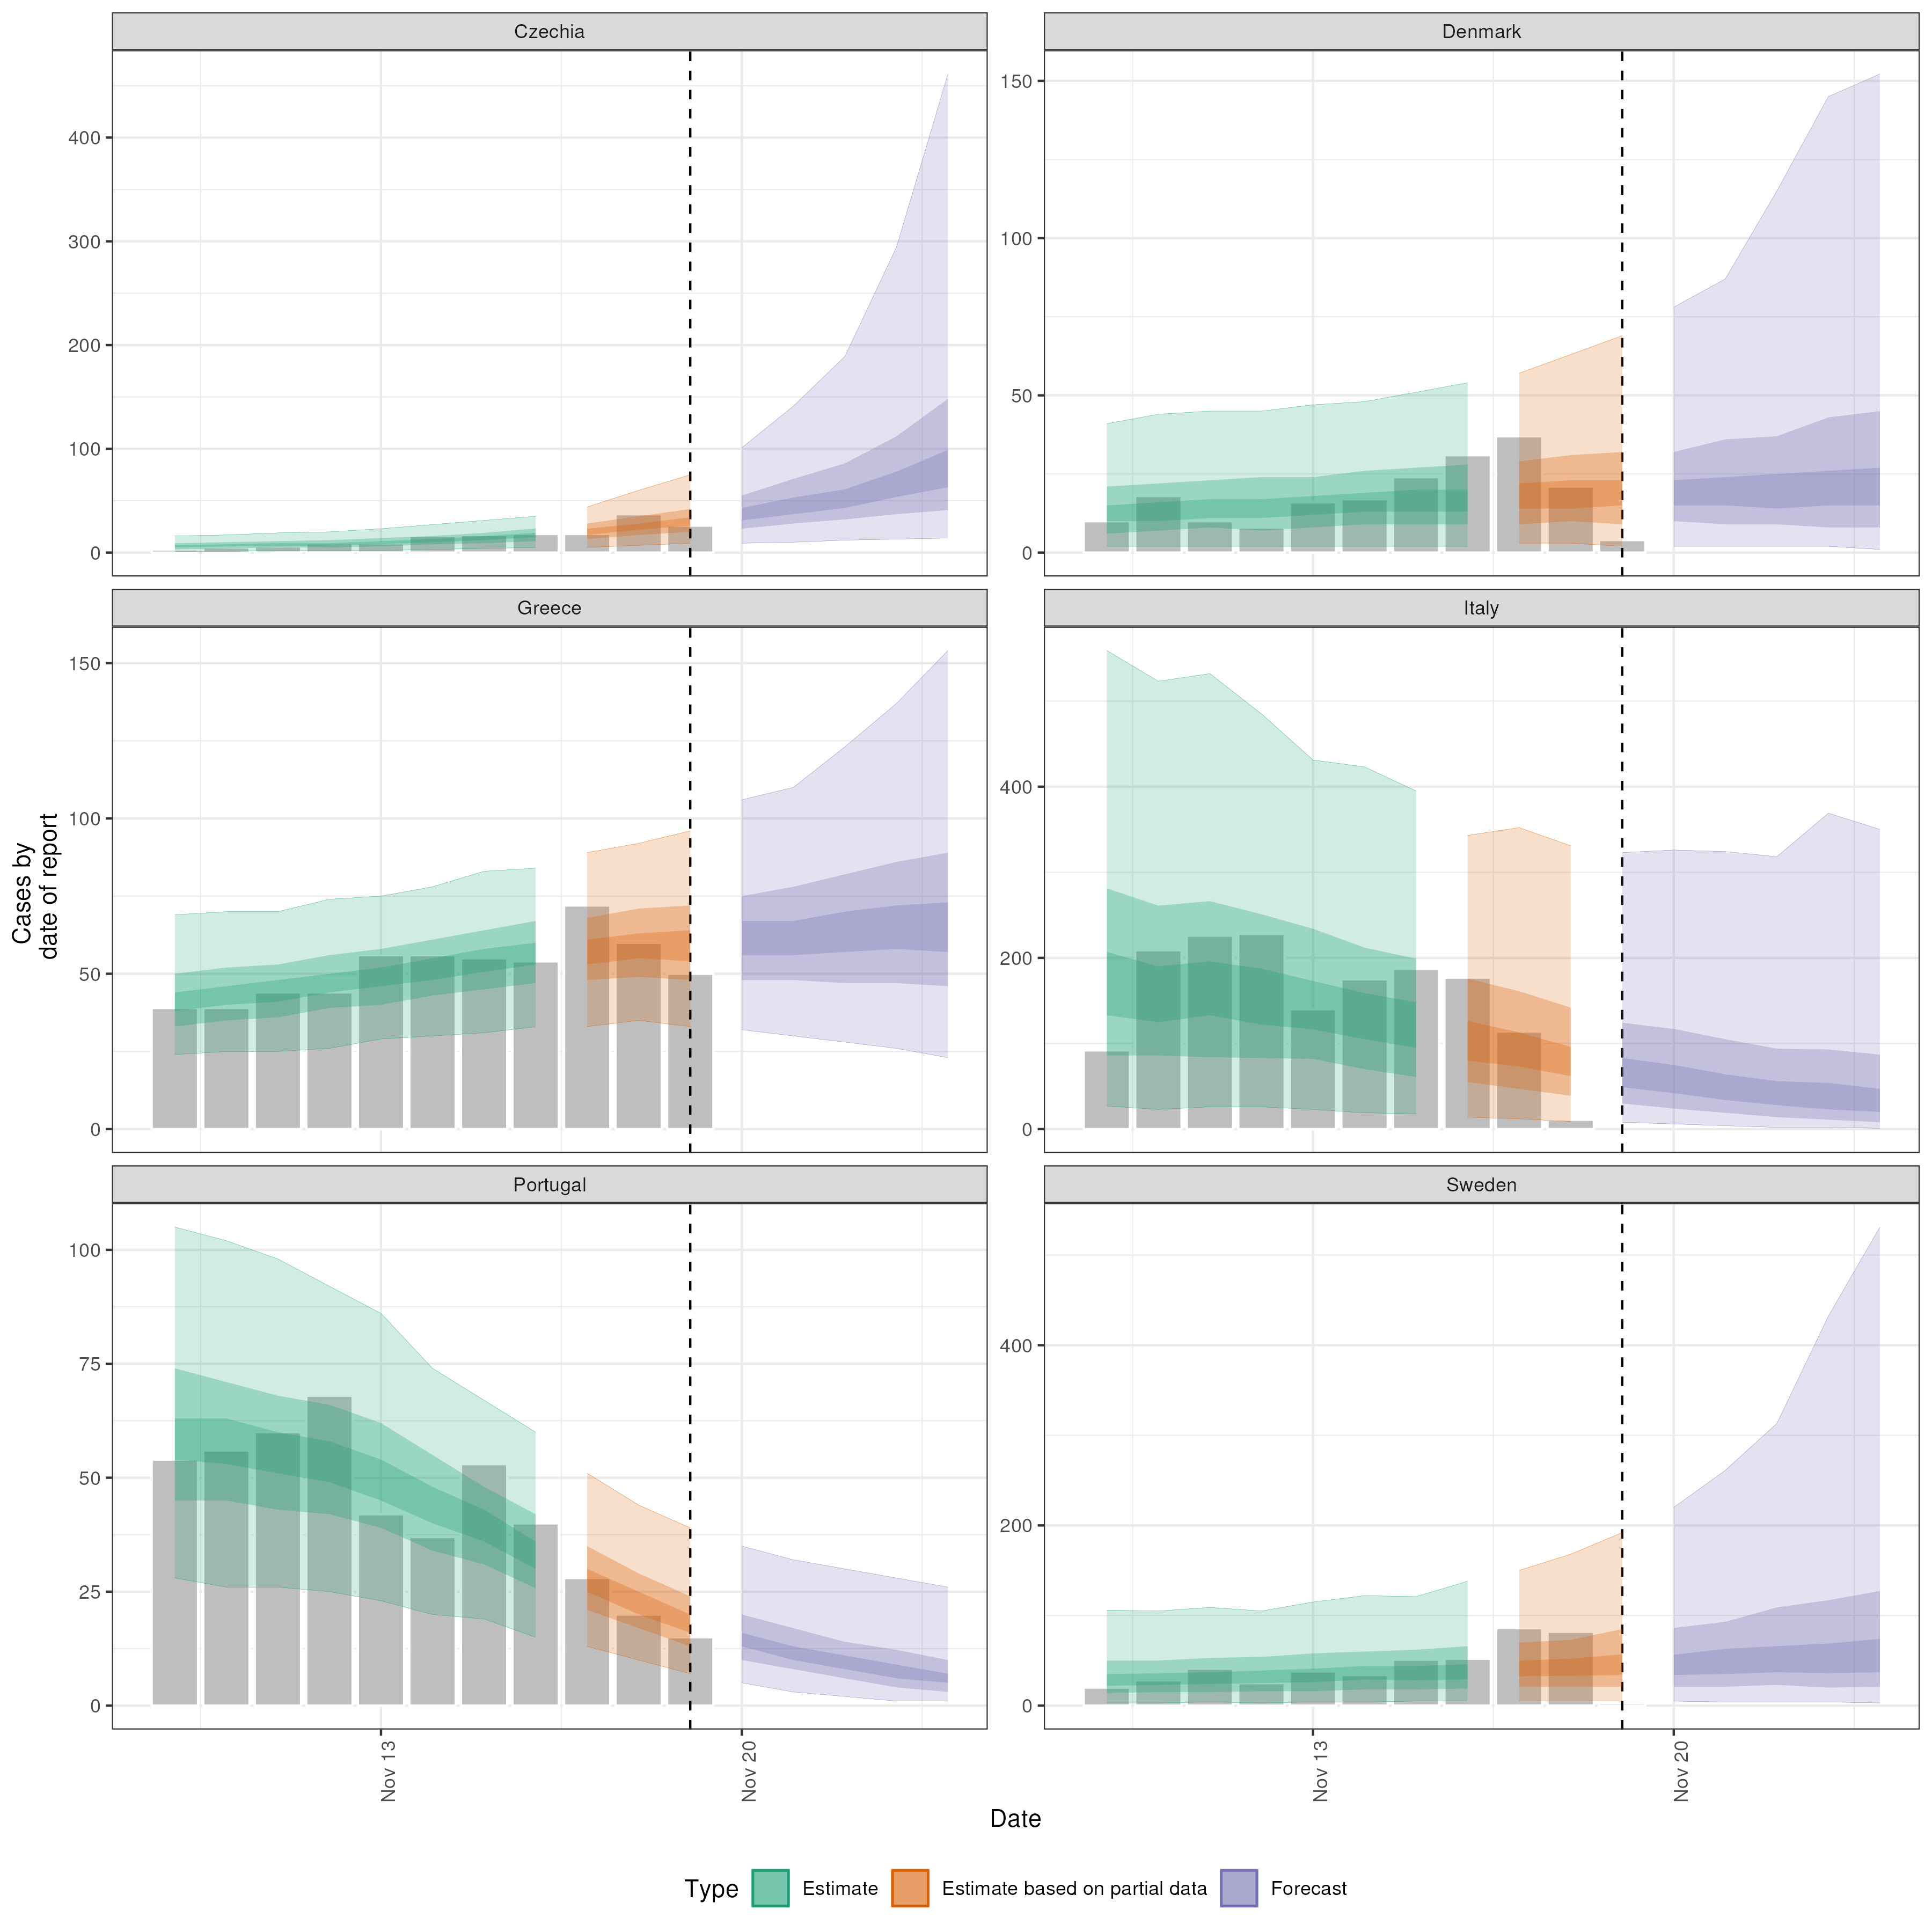 Czechia
Denmark
400
300
200
100
0
150
100
50
0
Greece
Italy
150
100
50
0
400
200
0
Cases by
date of report
Portugal
Sweden
100
75
50
25
0
400
200
0
Nov 13
Nov 20
Nov 13
Nov 20
Date
Type
Estimate
Estimate based on partial data
Forecast